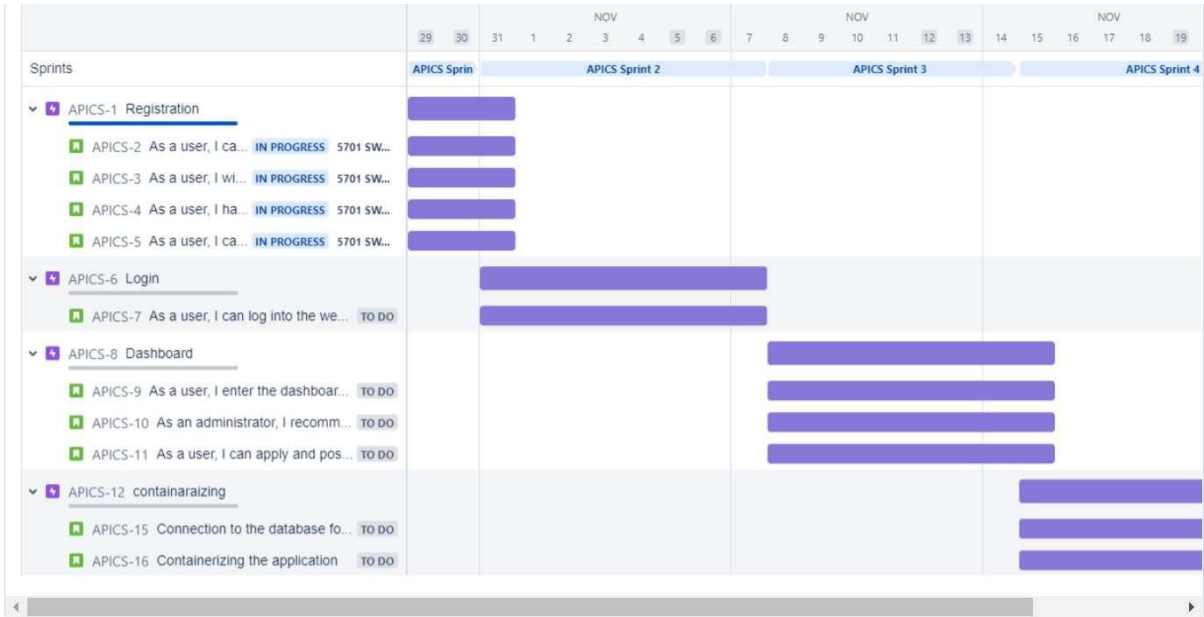 NOV NOV NOV
29 30 31 1 2 3 4 5 6 7 8 9 10 11 12 13 14 15 16 17 18 19
Sprints APICS Sprin APICS Sprint 2 APICS Sprint 3 APICS Sprint 4
APICS-1 Registration
APICS-2 As a user, I ca... IN PROGRESS 5701 SW...
APICS-3 As a user, I wi... IN PROGRESS 5701 SW...
APICS-4 As a user, I ha... IN PROGRESS 5701 SW...
APICS-5 As a user, I ca... IN PROGRESS 5701 SW...
APICS-6 Login
APICS-7 As a user, I can log into the we... TO DO
APICS-8 Dashboard
APICS-9 As a user, I enter the dashboar... TO DO
APICS-10 As an administrator, I recomm... TO DO
APICS-11 As a user, I can apply and pos... TO DO
APICS-12 containaraizing
APICS-15 Connection to the database fo... TO DO
APICS-16 Containerizing the application TO DO